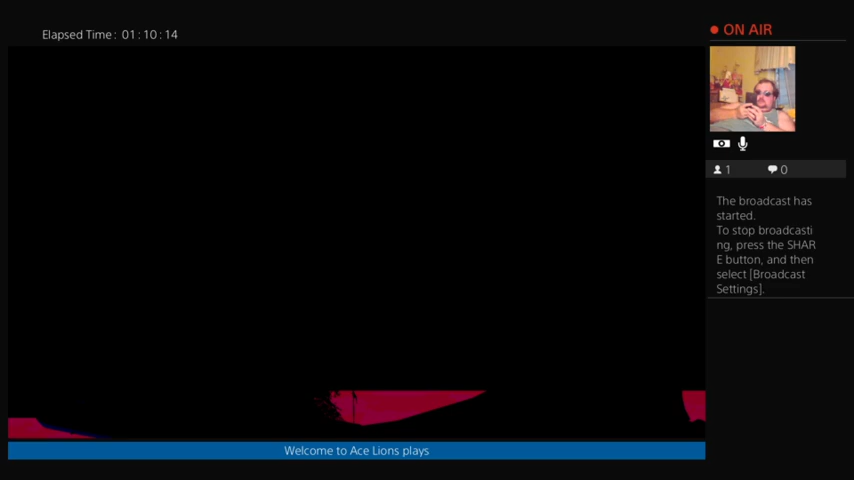 Elapsed Time: 01:10:14
ON AIR
1 0
The broadcast has
started.
To stop broadcasti
ng, press the SHAR
E button, and then
select [Broadcast
Settings].
Welcome to Ace Lions plays